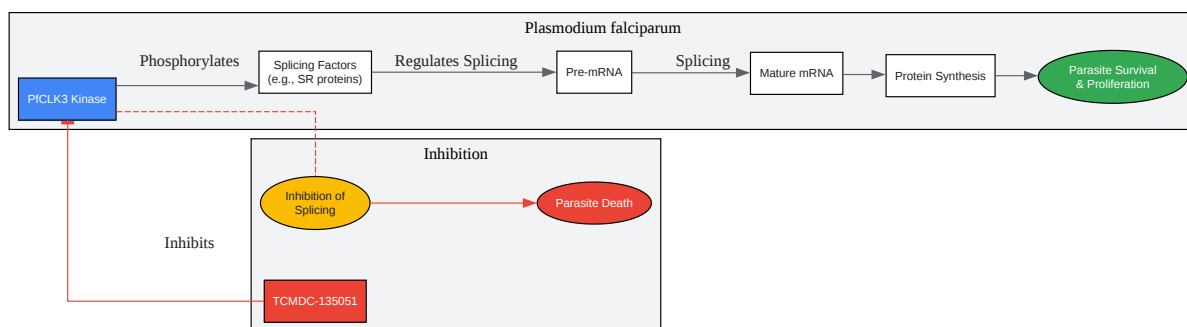 Plasmodium falciparum
Phosphorylates
Splicing Factors
(e.g., SR proteins)
Regulates Splicing
Pre-mRNA
Splicing
Mature mRNA
Protein Synthesis
Parasite Survival
& Proliferation
PfCLK3 Kinase
Inhibition
Inhibition of
Splicing
Parasite Death
Inhibits
TCMDC-135051